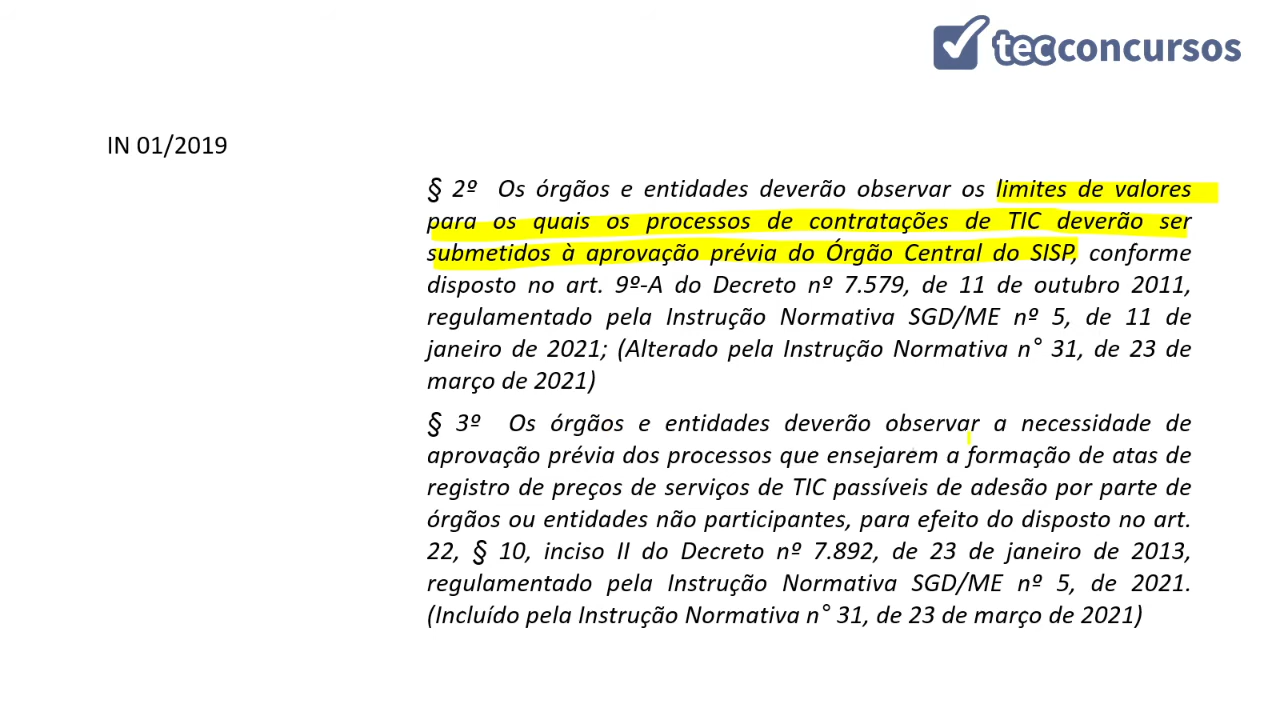 tecconcursos
IN 01/2019
§ 2º Os órgãos e entidades deverão observar os limites de valores
para os quais os processos de contratações de TIC deverão ser
submetidos à aprovação prévia do Órgão Central do SISP, conforme
disposto no art. 9º-A do Decreto nº 7.579, de 11 de outubro 2011,
regulamentado pela Instrução Normativa SGD/ME nº 5, de 11 de
janeiro de 2021; (Alterado pela Instrução Normativa n° 31, de 23 de
março de 2021)
§ 3º Os órgãos e entidades deverão observar a necessidade de
aprovação prévia dos processos que ensejarem a formação de atas de
registro de preços de serviços de TIC passíveis de adesão por parte de
órgãos ou entidades não participantes, para efeito do disposto no art.
22, § 10, inciso II do Decreto nº 7.892, de 23 de janeiro de 2013,
regulamentado pela Instrução Normativa SGD/ME nº 5, de 2021.
(Incluído pela Instrução Normativa n° 31, de 23 de março de 2021)